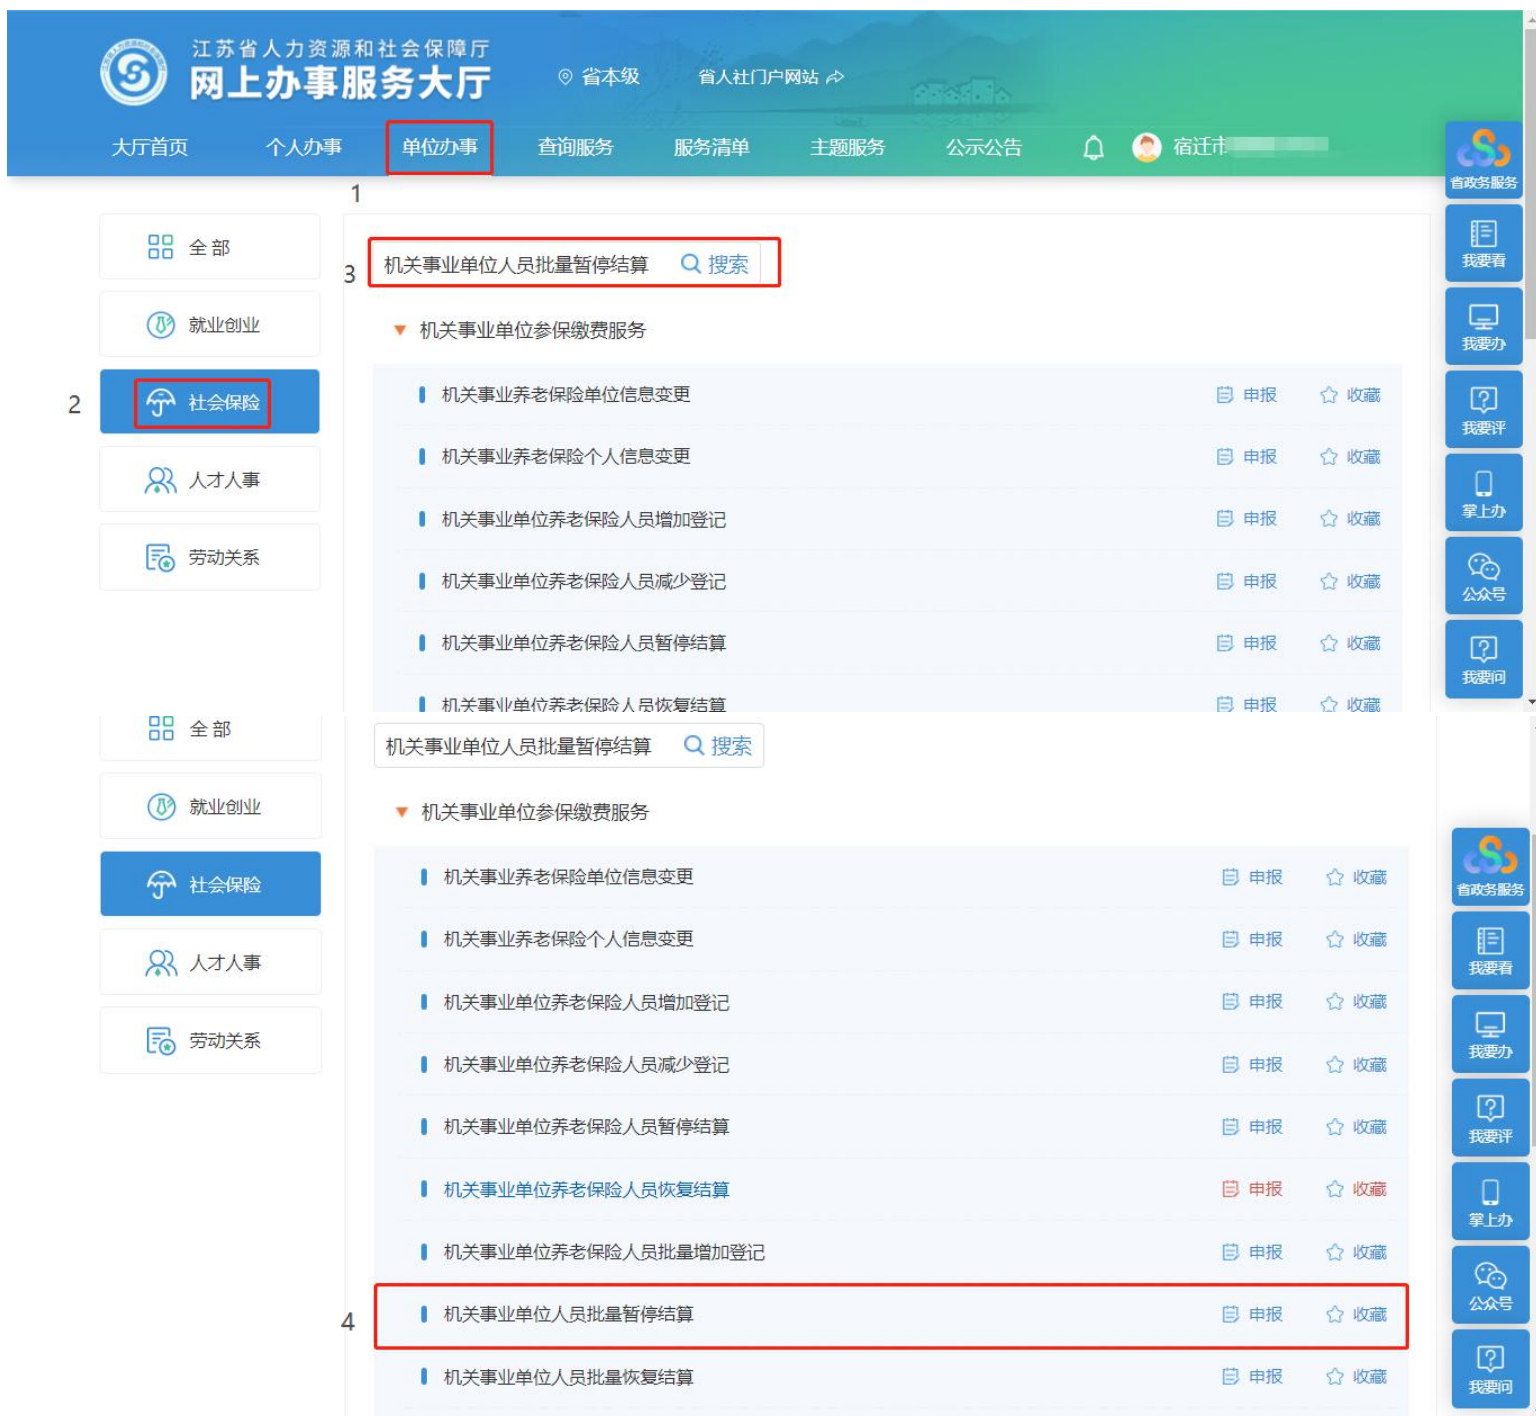 江苏省人力资源和社会保障厅
网上办事服务大厅
省本级
省人社门户网站
大厅首页 个人办事 单位办事 查询服务 服务清单 主题服务 公示公告 宿迁市
1
省政务服务
我要看
我要办
我要评
掌上办
公众号
我要问
全部
就业创业
2
社会保险
人才人事
劳动关系
3
机关事业单位人员批量暂停结算 搜索
机关事业单位参保缴费服务
机关事业养老保险单位信息变更 申报 收藏
机关事业养老保险个人信息变更 申报 收藏
机关事业单位养老保险人员增加登记 申报 收藏
机关事业单位养老保险人员减少登记 申报 收藏
机关事业单位养老保险人员暂停结算 申报 收藏
机关事业单位养老保险人员恢复结算 申报 收藏
全部
就业创业
社会保险
人才人事
劳动关系
机关事业单位人员批量暂停结算 搜索
机关事业单位参保缴费服务
机关事业养老保险单位信息变更 申报 收藏
机关事业养老保险个人信息变更 申报 收藏
机关事业单位养老保险人员增加登记 申报 收藏
机关事业单位养老保险人员减少登记 申报 收藏
机关事业单位养老保险人员暂停结算 申报 收藏
机关事业单位养老保险人员恢复结算 申报 收藏
机关事业单位养老保险人员批量增加登记 申报 收藏
4
机关事业单位人员批量暂停结算 申报 收藏
机关事业单位人员批量恢复结算 申报 收藏
省政务服务
我要看
我要办
我要评
掌上办
公众号
我要问